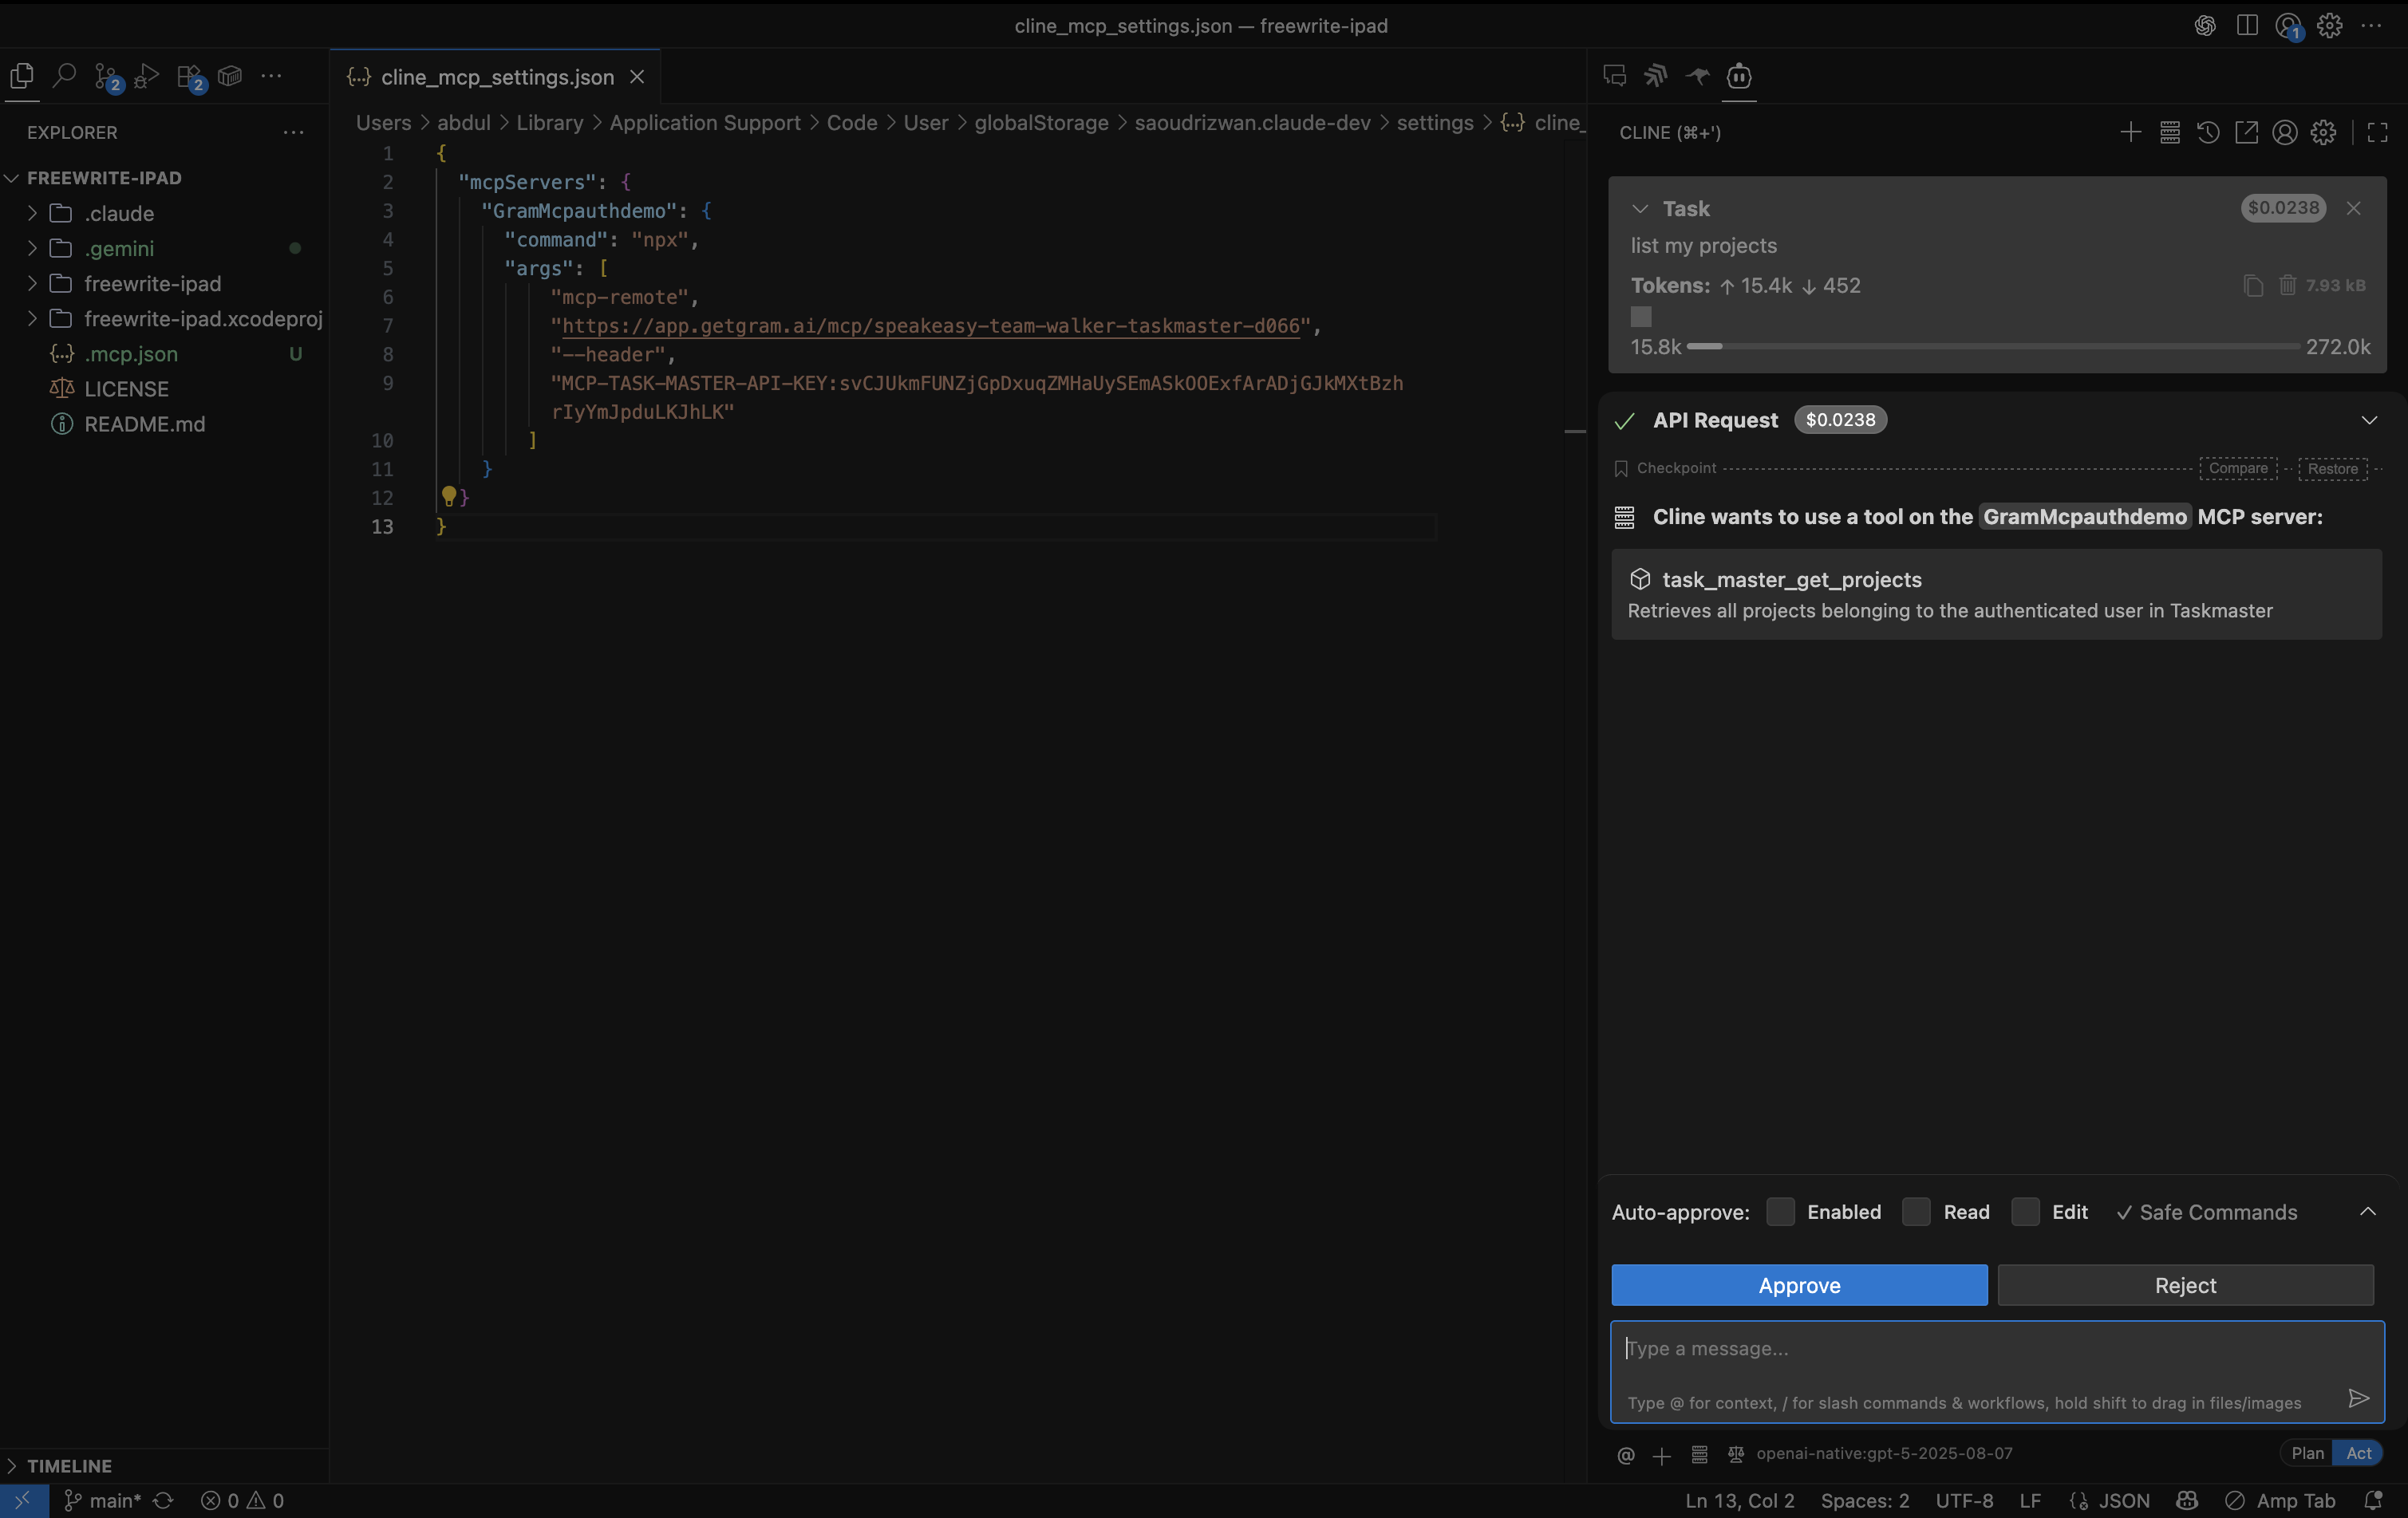 cline_mcp_settings.json — freewrite-ipad
1
2
2
{...} cline_mcp_settings.json
EXPLORER
FREEWRITE-IPAD
.claude
.gemini
freewrite-ipad
freewrite-ipad.xcodeproj
{...} .mcp.json U
LICENSE
README.md
TIMELINE
Users > abdul > Library > Application Support > Code > User > globalStorage > saoudrizwan.claude-dev > settings > {...} cline_
1 {
2 "mcpServers": {
3 "GramMcpauthdemo": {
4 "command": "npx",
5 "args": [
6 "mcp-remote",
7 "https://app.getgram.ai/mcp/speakeasy-team-walker-taskmaster-d066",
8 "--header",
9 "MCP-TASK-MASTER-API-KEY:svCJUkmFUNZjGpDxuqZMHaUySEmASkOOExfArADjGJkMXtBzh
rIyYmJpduLKJhLK"
10 ]
11 }
12 }
13 }
CLINE (⌘+')
Task $0.0238
list my projects
Tokens: ↑ 15.4k ↓ 452 7.93 kB
15.8k 272.0k
API Request $0.0238
Checkpoint Compare Restore
Cline wants to use a tool on the GramMcpauthdemo MCP server:
task_master_get_projects
Retrieves all projects belonging to the authenticated user in Taskmaster
Auto-approve: Enabled Read Edit ✓ Safe Commands
Approve Reject
Type a message...
Type @ for context, / for slash commands & workflows, hold shift to drag in files/images
@ openai-native:gpt-5-2025-08-07 Plan Act
main* 0 0 Ln 13, Col 2 Spaces: 2 UTF-8 LF JSON Amp Tab